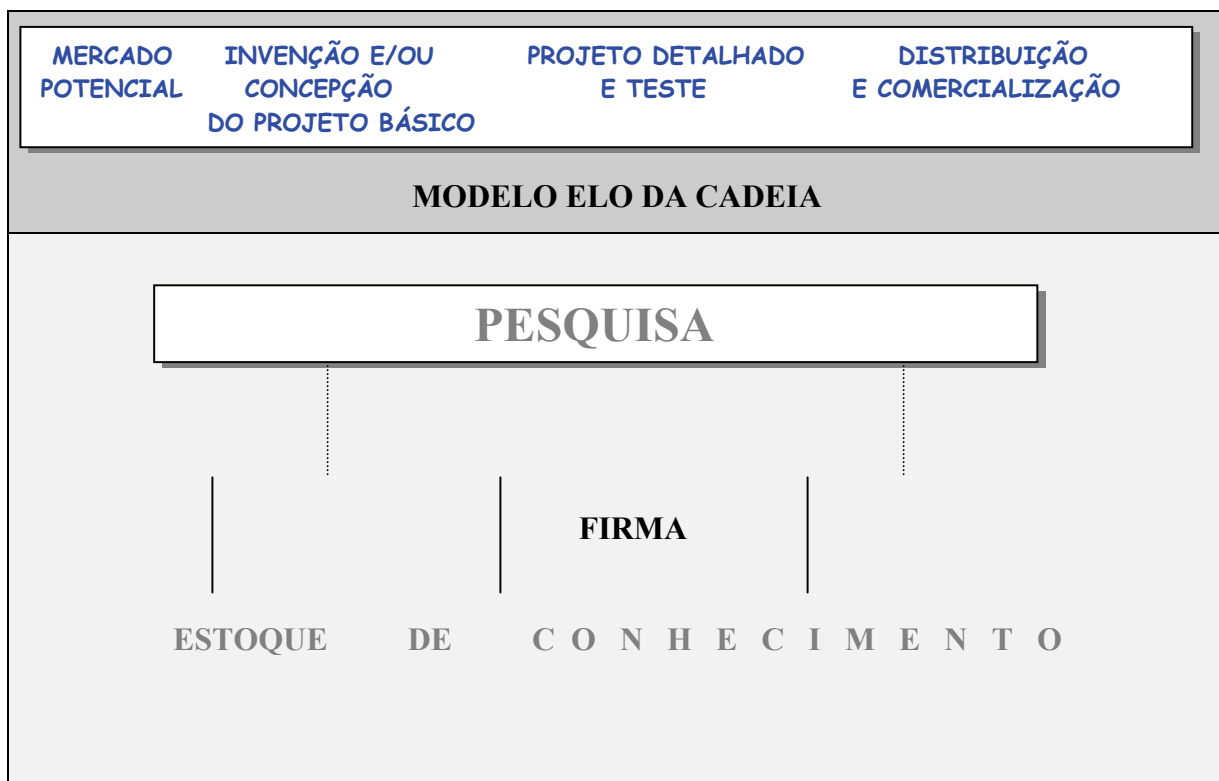 MERCADO INVENÇÃO E/OU PROJETO DETALHADO DISTRIBUIÇÃO
POTENCIAL CONCEPÇÃO E TESTE E COMERCIALIZAÇÃO
DO PROJETO BÁSICO
MODELO ELO DA CADEIA
PESQUISA
FIRMA
ESTOQUE DE C O N H E C I M E N T O